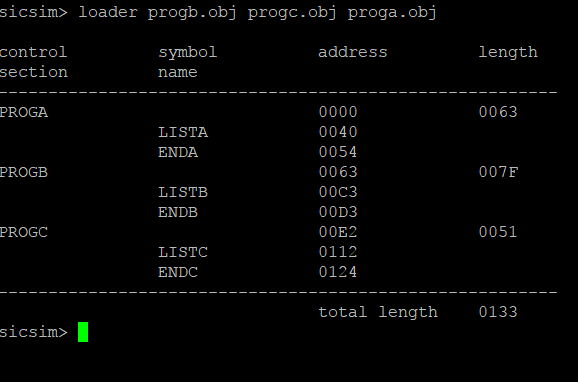 sicsim> loader progb.obj progc.obj proga.obj
control symbol address length
section name
----------------------------------------------------------
PROGA 0000 0063
LISTA 0040
ENDA 0054
PROGB 0063 007F
LISTB 00C3
ENDB 00D3
PROGC 00E2 0051
LISTC 0112
ENDC 0124
----------------------------------------------------------
total length 0133
sicsim>